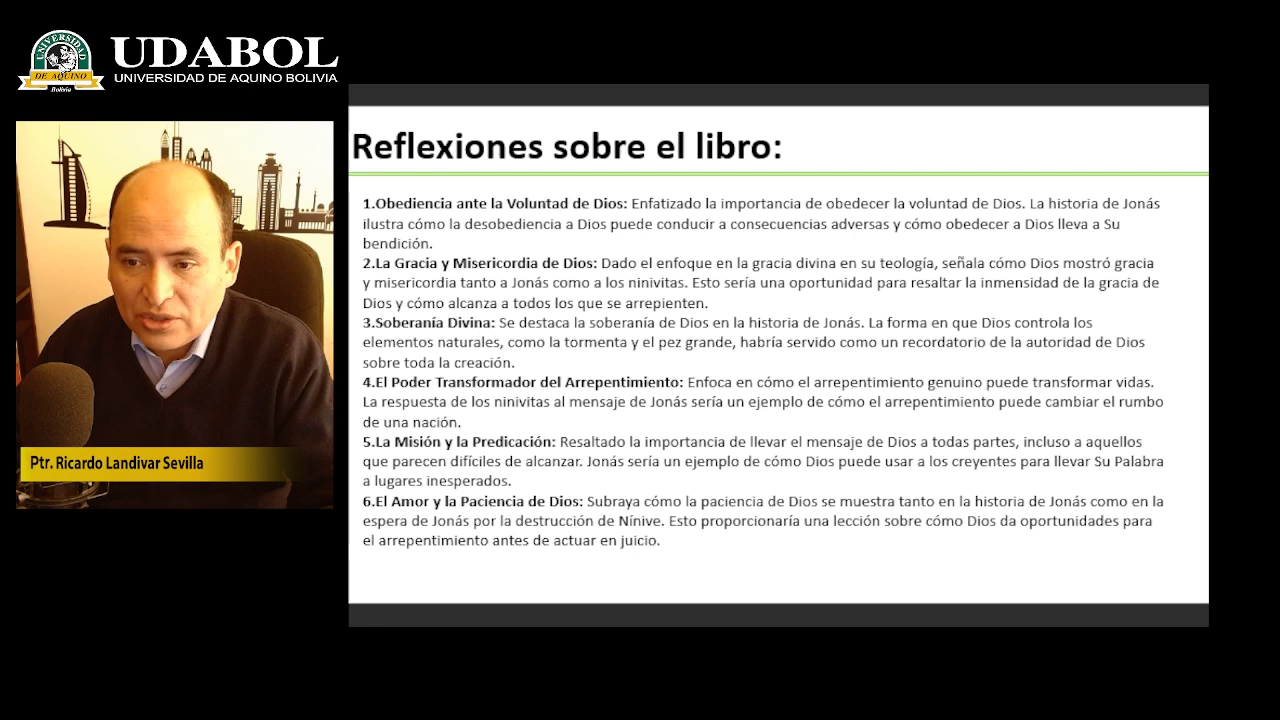 UNIVERSIDAD
DE AQUINO
Bolivia
UDABOL
UNIVERSIDAD DE AQUINO BOLIVIA
Reflexiones sobre el libro:
1.Obediencia ante la Voluntad de Dios: Enfatizado la importancia de obedecer la voluntad de Dios. La historia de Jonás
ilustra cómo la desobediencia a Dios puede conducir a consecuencias adversas y cómo obedecer a Dios lleva a Su
bendición.
2.La Gracia y Misericordia de Dios: Dado el enfoque en la gracia divina en su teología, señala cómo Dios mostró gracia
y misericordia tanto a Jonás como a los ninivitas. Esto sería una oportunidad para resaltar la inmensidad de la gracia de
Dios y cómo alcanza a todos los que se arrepienten.
3.Soberanía Divina: Se destaca la soberanía de Dios en la historia de Jonás. La forma en que Dios controla los
elementos naturales, como la tormenta y el pez grande, habría servido como un recordatorio de la autoridad de Dios
sobre toda la creación.
4.El Poder Transformador del Arrepentimiento: Enfoca en cómo el arrepentimiento genuino puede transformar vidas.
La respuesta de los ninivitas al mensaje de Jonás sería un ejemplo de cómo el arrepentimiento puede cambiar el rumbo
de una nación.
5.La Misión y la Predicación: Resaltado la importancia de llevar el mensaje de Dios a todas partes, incluso a aquellos
que parecen difíciles de alcanzar. Jonás sería un ejemplo de cómo Dios puede usar a los creyentes para llevar Su Palabra
a lugares inesperados.
6.El Amor y la Paciencia de Dios: Subraya cómo la paciencia de Dios se muestra tanto en la historia de Jonás como en la
espera de Jonás por la destrucción de Nínive. Esto proporcionaría una lección sobre cómo Dios da oportunidades para
el arrepentimiento antes de actuar en juicio.
Ptr. Ricardo Landivar Sevilla